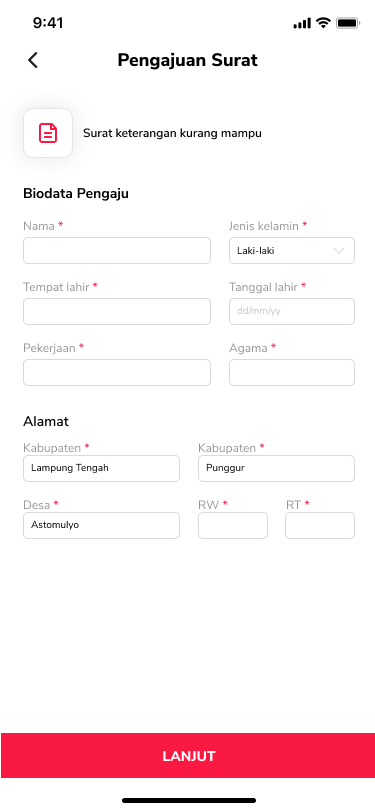 9:41
Pengajuan Surat
Surat keterangan kurang mampu
Biodata Pengaju
Nama * Jenis kelamin *
Laki-laki
Tempat lahir * Tanggal lahir *
dd/mm/yy
Pekerjaan * Agama *
Alamat
Kabupaten * Kabupaten *
Lampung Tengah Punggur
Desa * RW * RT *
Astomulyo
LANJUT